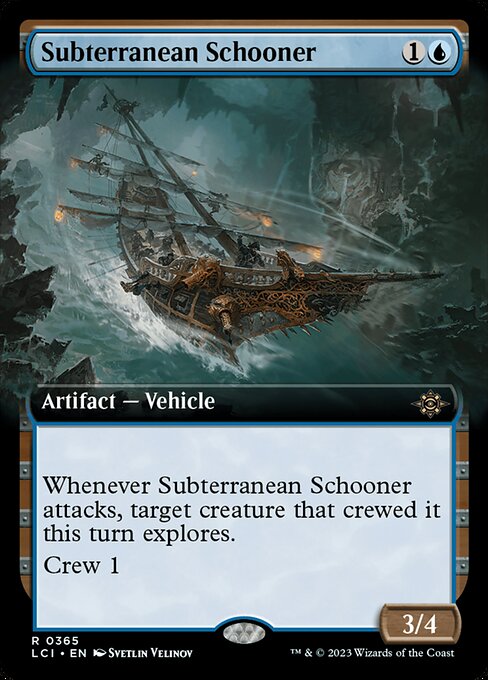 Subterranean Schooner 1
Artifact — Vehicle
Whenever Subterranean Schooner
attacks, target creature that crewed it
this turn explores.
Crew 1
3/4
R 0365
LCI • EN Svetlin Velinov
™ & © 2023 Wizards of the Coast